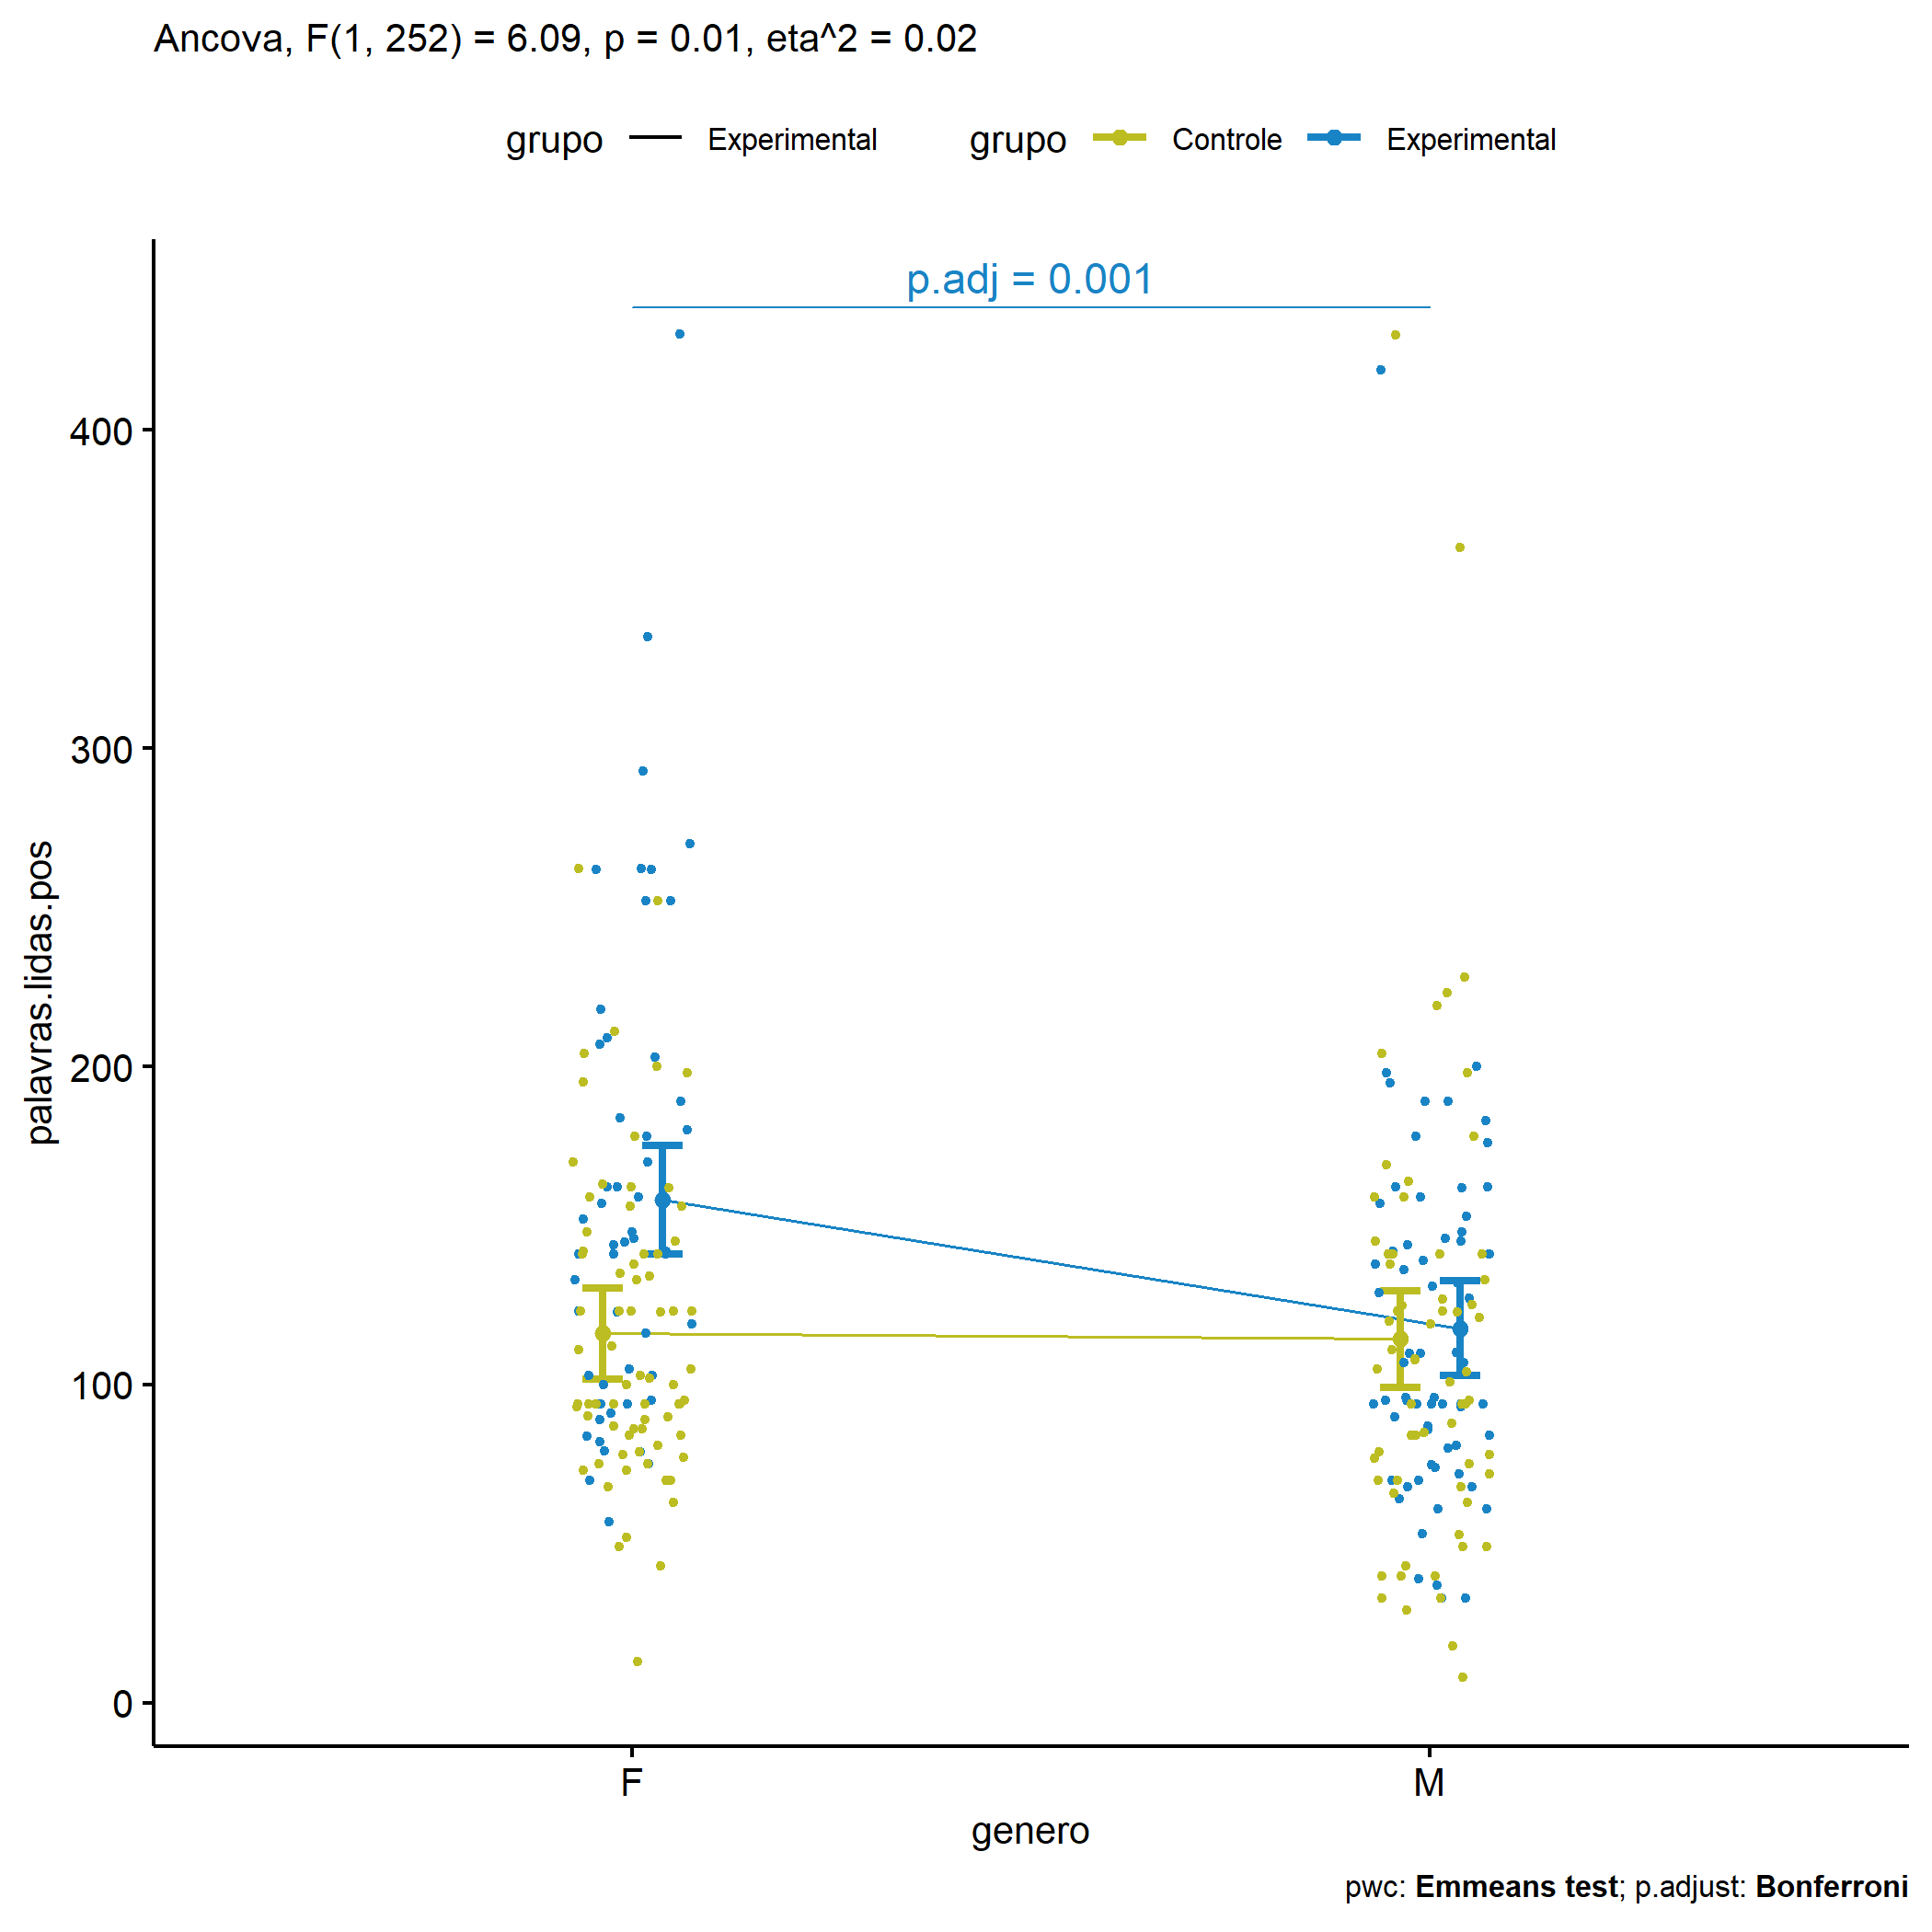 Ancova, F(1, 252) = 6.09, p = 0.01, eta^2 = 0.02
grupo Experimental grupo Controle Experimental
p.adj = 0.001
400
300
200
100
0
palavras.lidas.pos
F M
genero
pwc: Emmeans test; p.adjust: Bonferroni